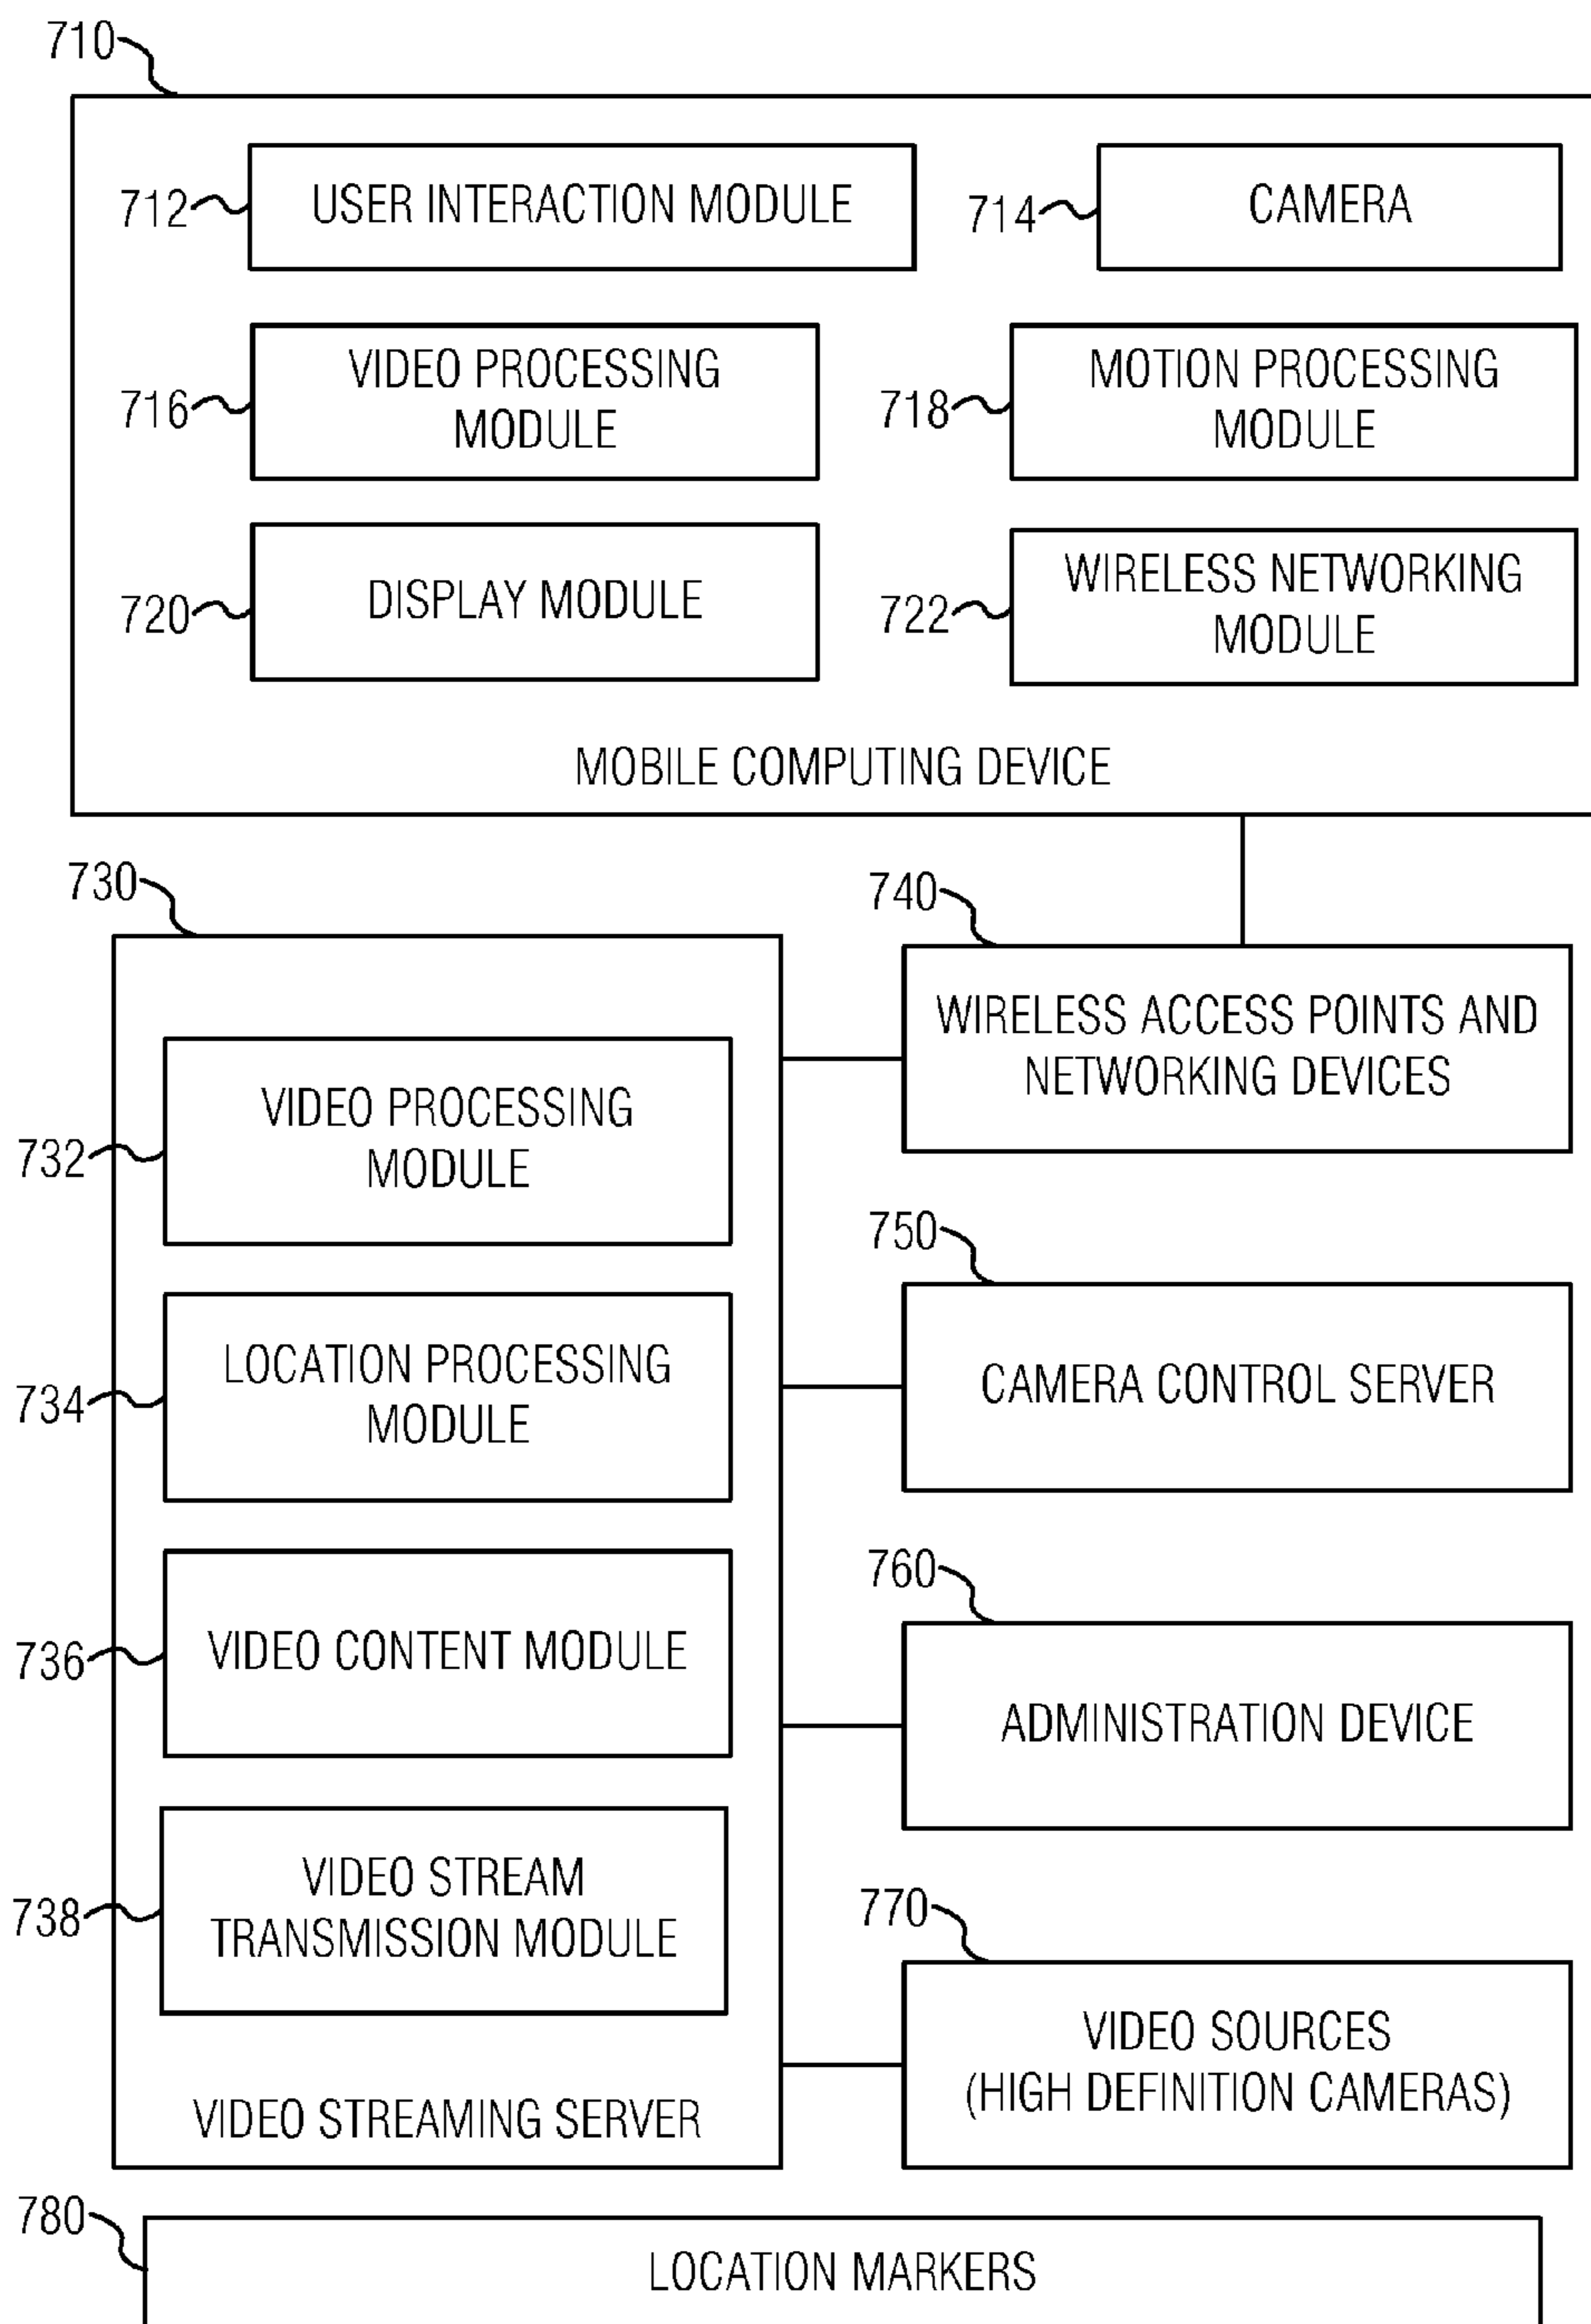 710
712
USER INTERACTION MODULE
714
CAMERA
716
VIDEO PROCESSING
MODULE
718
MOTION PROCESSING
MODULE
720
DISPLAY MODULE
722
WIRELESS NETWORKING
MODULE
MOBILE COMPUTING DEVICE
730
732
VIDEO PROCESSING
MODULE
734
LOCATION PROCESSING
MODULE
736
VIDEO CONTENT MODULE
738
VIDEO STREAM
TRANSMISSION MODULE
VIDEO STREAMING SERVER
740
WIRELESS ACCESS POINTS AND
NETWORKING DEVICES
750
CAMERA CONTROL SERVER
760
ADMINISTRATION DEVICE
770
VIDEO SOURCES
(HIGH DEFINITION CAMERAS)
780
LOCATION MARKERS